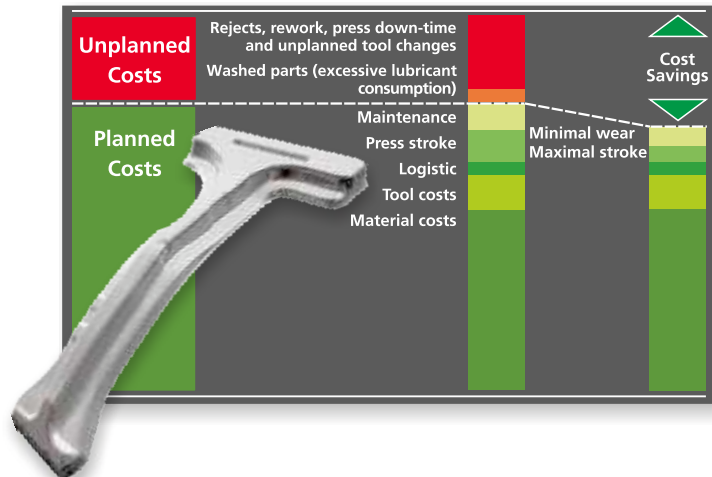 Unplanned
Costs
Rejects, rework, press down-time
and unplanned tool changes
Washed parts (excessive lubricant
consumption)
Cost
Savings
Planned
Costs
Maintenance
Press stroke
Logistic
Tool costs
Material costs
Minimal wear
Maximal stroke